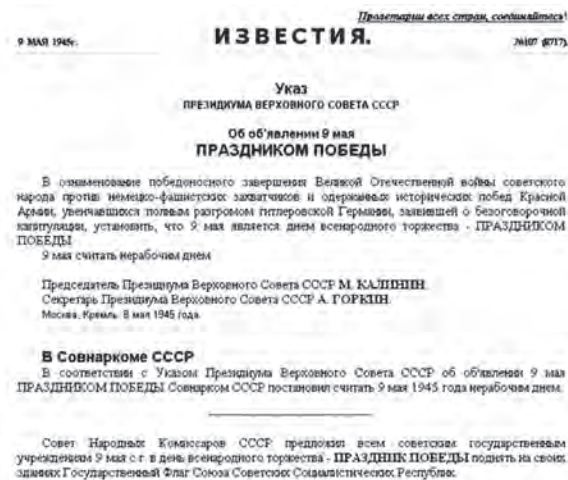 Пролетарии всех стран, соединяйтесь!
9 МАЯ 1945г. ИЗВЕСТИЯ. №107 (8717).
Указ
ПРЕЗИДИУМА ВЕРХОВНОГО СОВЕТА СССР
Об об'явлении 9 мая
ПРАЗДНИКОМ ПОБЕДЫ
В ознаменование победоносного завершения Великой Отечественной войны советского
народа против немецко-фашистских захватчиков и одержанных исторических побед Красной
Армии, увенчавшихся полным разгромом гитлеровской Германии, заявившей о безоговорочной
капитуляции, установить, что 9 мая является днем всенародного торжества - ПРАЗДНИКОМ
ПОБЕДЫ.
9 мая считать нерабочим днем.
Председатель Президиума Верховного Совета СССР М. КАЛИНИН.
Секретарь Президиума Верховного Совета СССР А. ГОРКИН.
Москва, Кремль. 8 мая 1945 года.
В Совнаркоме СССР
В соответствии с Указом Президиума Верховного Совета СССР об об'явлении 9 мая
ПРАЗДНИКОМ ПОБЕДЫ Совнарком СССР постановил считать 9 мая 1945 года нерабочим днем.
Совет Народных Комиссаров СССР предложил всем советским государственным
учреждениям 9 мая с.г. в день всенародного торжества - ПРАЗДНИК ПОБЕДЫ поднять на своих
зданиях Государственный Флаг Союза Советских Социалистических Республик.